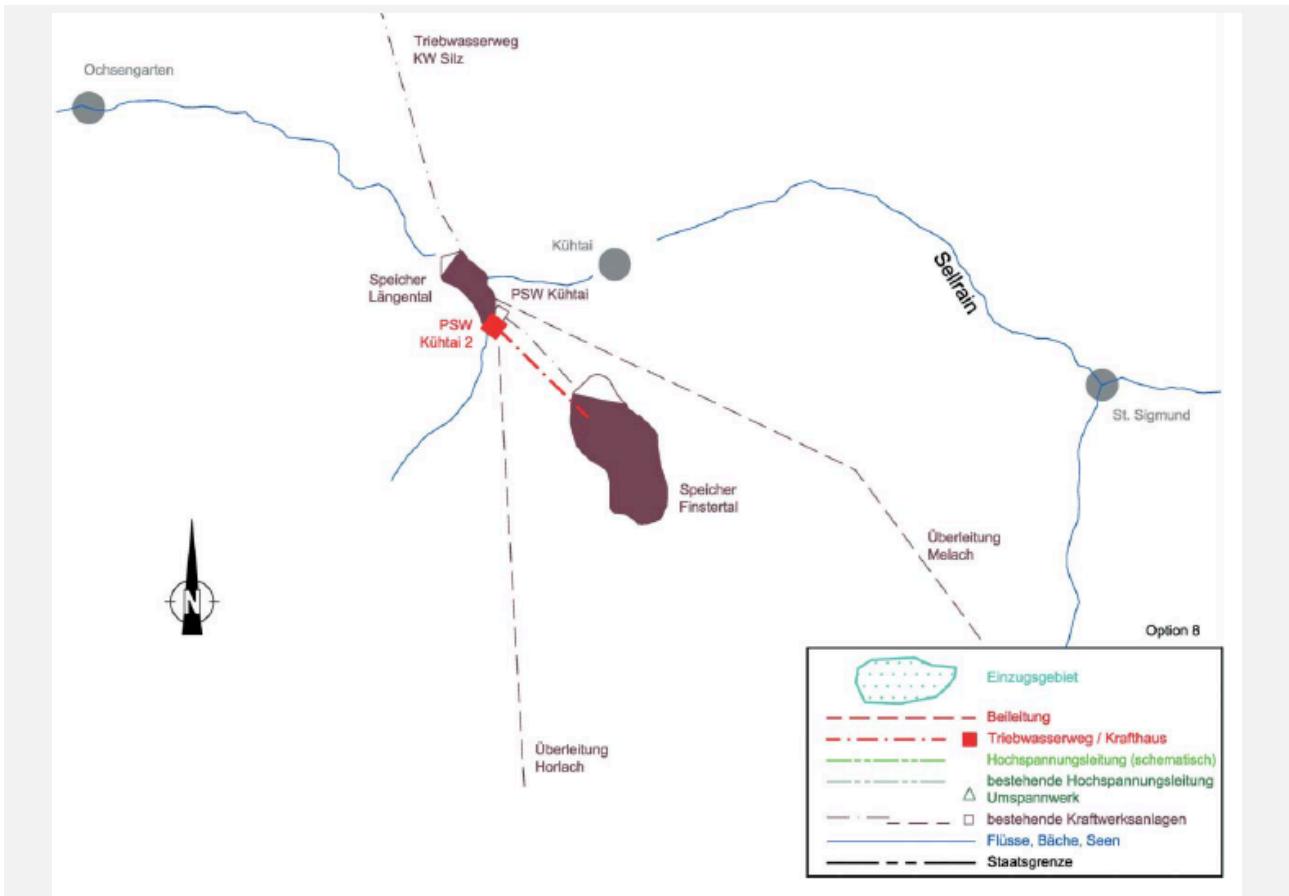 Triebwasserweg
KW Silz
Ochsengarten
Kühtai
Sellrain
Speicher
Längental
PSW Kühtai
PSW
Kühtai 2
St. Sigmund
Speicher
Finstertal
Überleitung
Melach
N
Überleitung
Horlach
Option 8
Einzugsgebiet
Beileitung
Triebwasserweg / Krafthaus
Hochspannungsleitung (schematisch)
bestehende Hochspannungsleitung
Umspannwerk
bestehende Kraftwerksanlagen
Flüsse, Bäche, Seen
Staatsgrenze